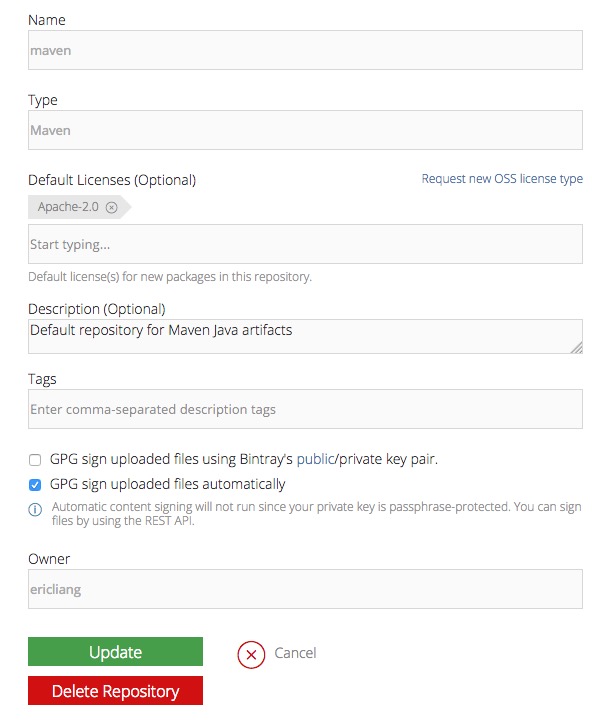 Name
maven
Type
Maven
Default Licenses (Optional)
Request new OSS license type
Apache-2.0
Start typing...
Default license(s) for new packages in this repository.
Description (Optional)
Default repository for Maven Java artifacts
Tags
Enter comma-separated description tags
GPG sign uploaded files using Bintray's public/private key pair.
GPG sign uploaded files automatically
Automatic content signing will not run since your private key is passphrase-protected. You can sign
files by using the REST API.
Owner
ericliang
Update
Cancel
Delete Repository